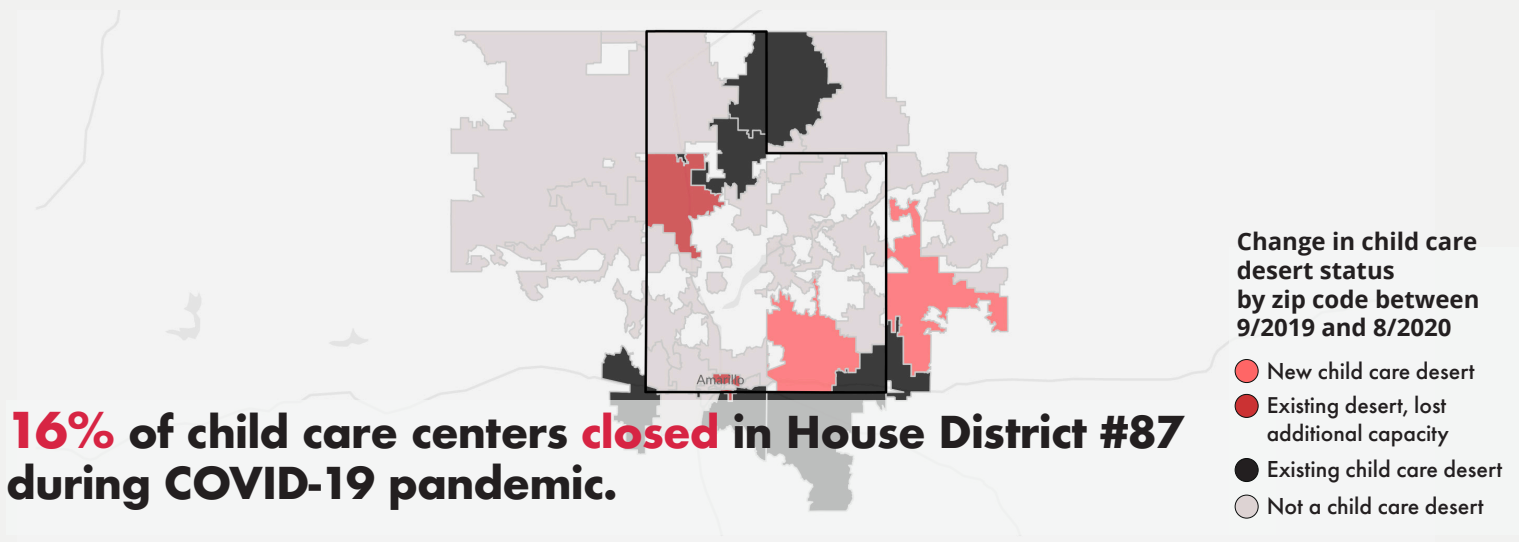 Amarillo
16% of child care centers closed in House District #87
during COVID-19 pandemic.
Change in child care
desert status
by zip code between
9/2019 and 8/2020
New child care desert
Existing desert, lost
additional capacity
Existing child care desert
Not a child care desert